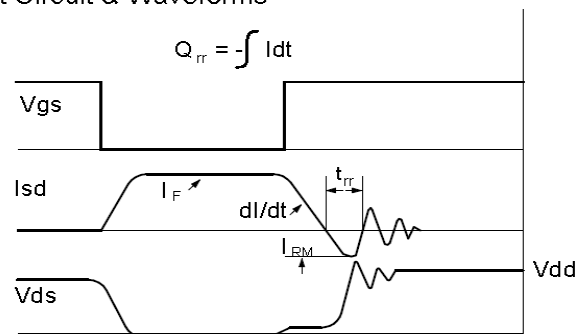 t Circuit & Waveforms
Q rr = -∫ Idt
Vgs
Isd
I F
dI/dt
t rr
I RM
Vds
Vdd